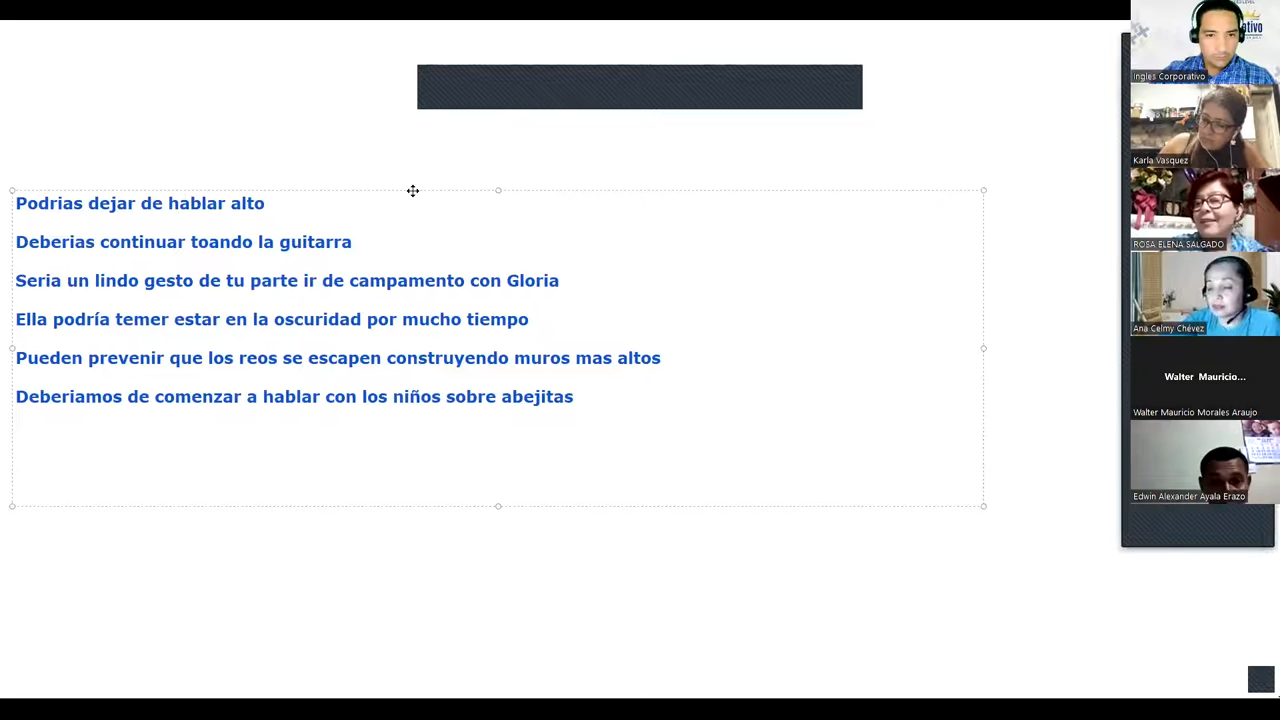 Podrias dejar de hablar alto
Deberias continuar toando la guitarra
Seria un lindo gesto de tu parte ir de campamento con Gloria
Ella podría temer estar en la oscuridad por mucho tiempo
Pueden prevenir que los reos se escapen construyendo muros mas altos
Deberiamos de comenzar a hablar con los niños sobre abejitas
Ingles Corporativo
Karla Vasquez
ROSA ELENA SALGADO
Ana Celmy Chévez
Walter Mauricio...
Walter Mauricio Morales Araujo
Edwin Alexander Ayala Erazo